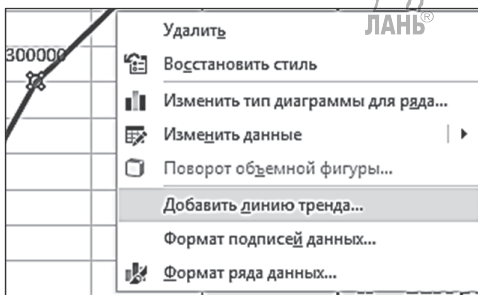 ЛАНЬ®
300000
Удалить
Восстановить стиль
Изменить тип диаграммы для ряда...
Изменить данные
Поворот объемной фигуры...
Добавить линию тренда...
Формат подписей данных...
Формат ряда данных...